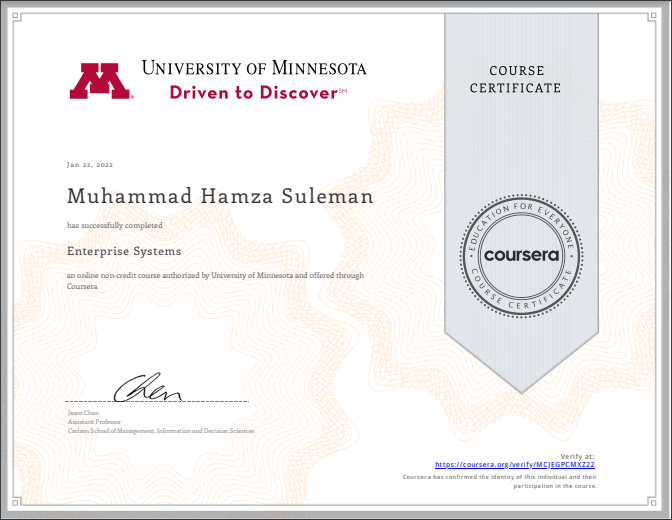 UNIVERSITY OF MINNESOTA
Driven to Discover℠
COURSE
CERTIFICATE
Jan 22, 2022
Muhammad Hamza Suleman
has successfully completed
Enterprise Systems
an online non-credit course authorized by University of Minnesota and offered through
Coursera
EDUCATION FOR EVERYONE
coursera
COURSE CERTIFICATE
Chen
Jason Chan
Assistant Professor
Carlson School of Management, Information and Decision Sciences
Verify at:
https://coursera.org/verify/MCJEGPCMXZ22
Coursera has confirmed the identity of this individual and their
participation in the course.